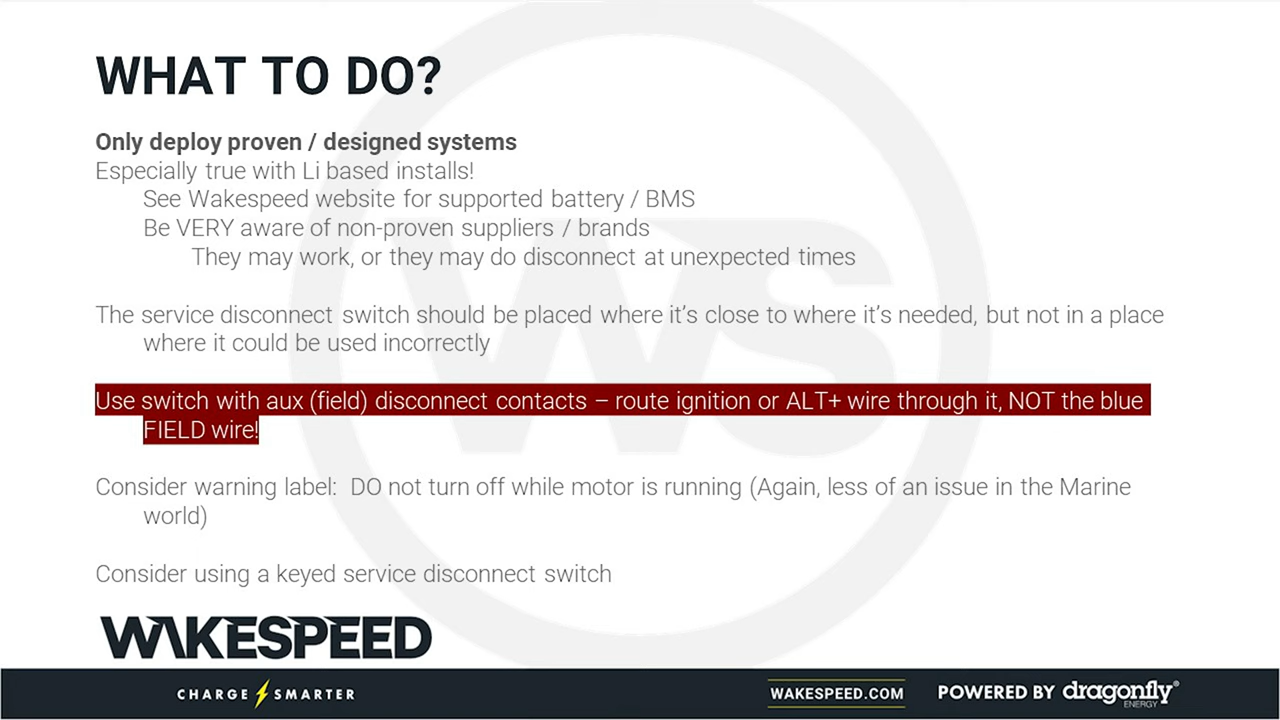 WHAT TO DO?
Only deploy proven / designed systems
Especially true with Li based installs!
See Wakespeed website for supported battery / BMS
Be VERY aware of non-proven suppliers / brands
They may work, or they may do disconnect at unexpected times
The service disconnect switch should be placed where it’s close to where it’s needed, but not in a place
where it could be used incorrectly
Use switch with aux (field) disconnect contacts – route ignition or ALT+ wire through it, NOT the blue
FIELD wire!
Consider warning label:  DO not turn off while motor is running (Again, less of an issue in the Marine
world)
Consider using a keyed service disconnect switch
WS
WAKESPEED
CHARGE SMARTER
WAKESPEED.COM
POWERED BY dragonfly®
ENERGY